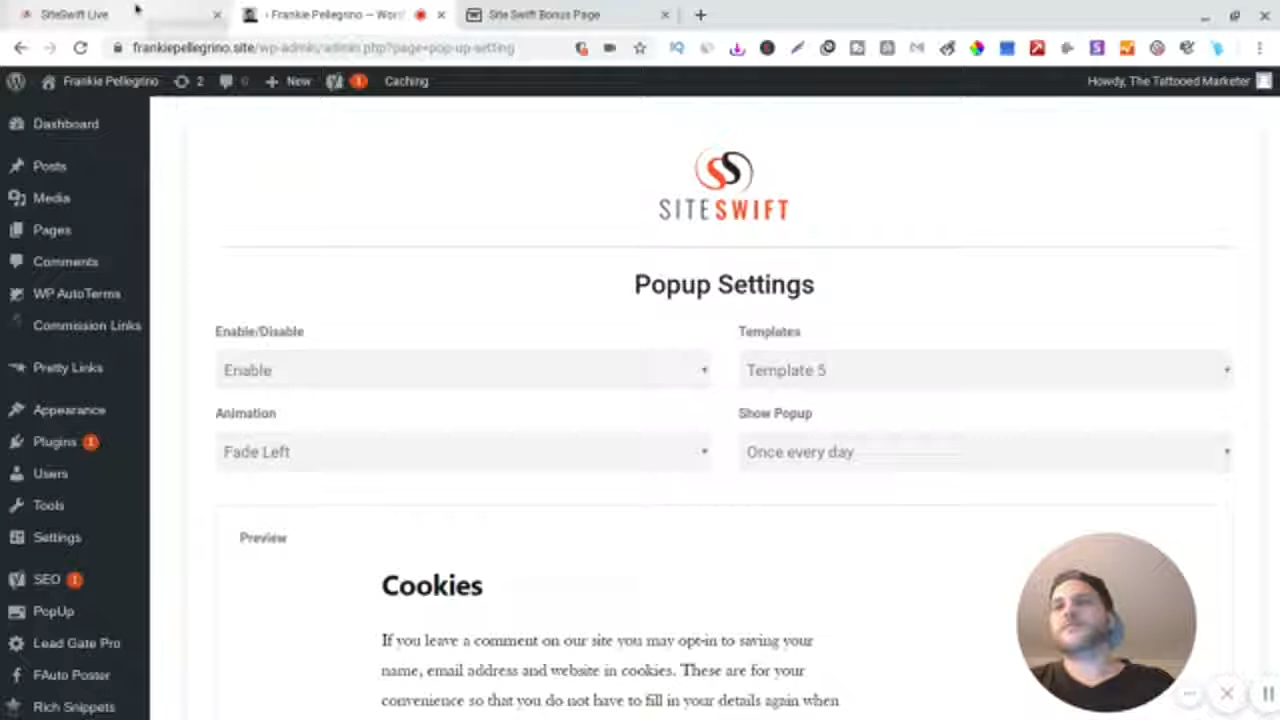 SiteSwift Live
‹ Frankie Pellegrino — Word
Site Swift Bonus Page
frankiepellegrino.site/wp-admin/admin.php?page=pop-up-setting
Frankie Pellegrino
2
0
New
1
Caching
Howdy, The Tattooed Marketer
Dashboard
Posts
Media
Pages
Comments
WP AutoTerms
Commission Links
Pretty Links
Appearance
Plugins 1
Users
Tools
Settings
SEO 1
PopUp
Lead Gate Pro
FAuto Poster
Rich Snippets
SITESWIFT
Popup Settings
Enable/Disable
Templates
Enable
Template 5
Animation
Show Popup
Fade Left
Once every day
Preview
Cookies
If you leave a comment on our site you may opt-in to saving your
name, email address and website in cookies. These are for your
convenience so that you do not have to fill in your details again when